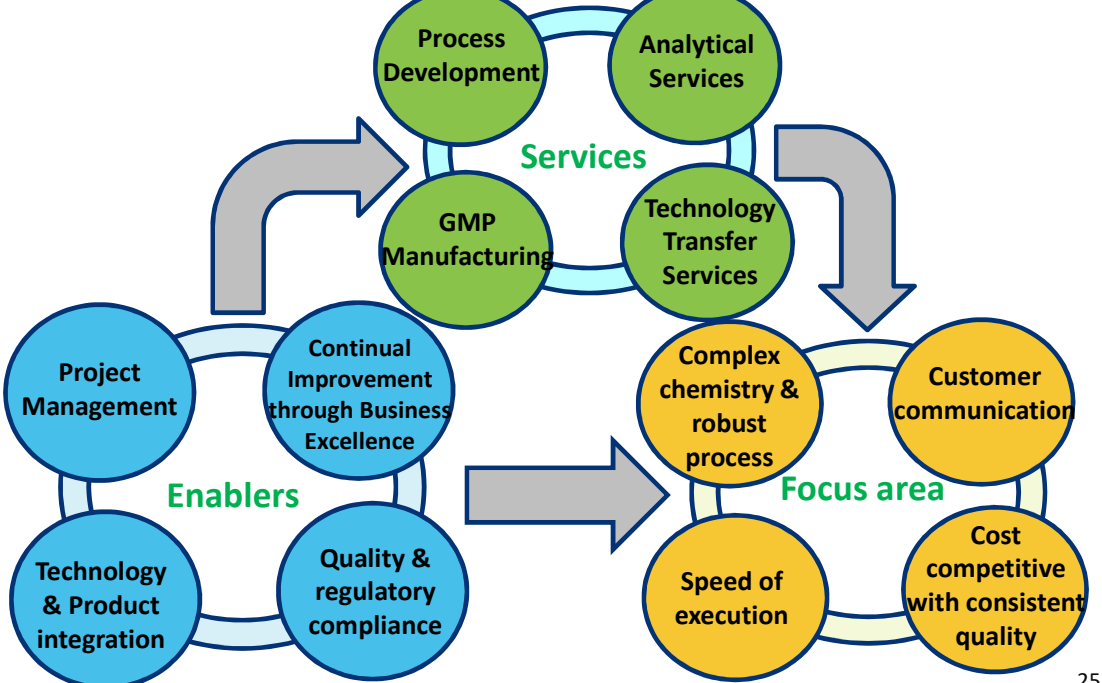 Process
Development
Analytical
Services
Services
GMP
Manufacturing
Technology
Transfer
Services
Project
Management
Continual
Improvement
through Business
Excellence
Enablers
Technology
& Product
integration
Quality &
regulatory
compliance
Complex
chemistry &
robust
process
Customer
communication
Focus area
Speed of
execution
Cost
competitive
with consistent
quality
25